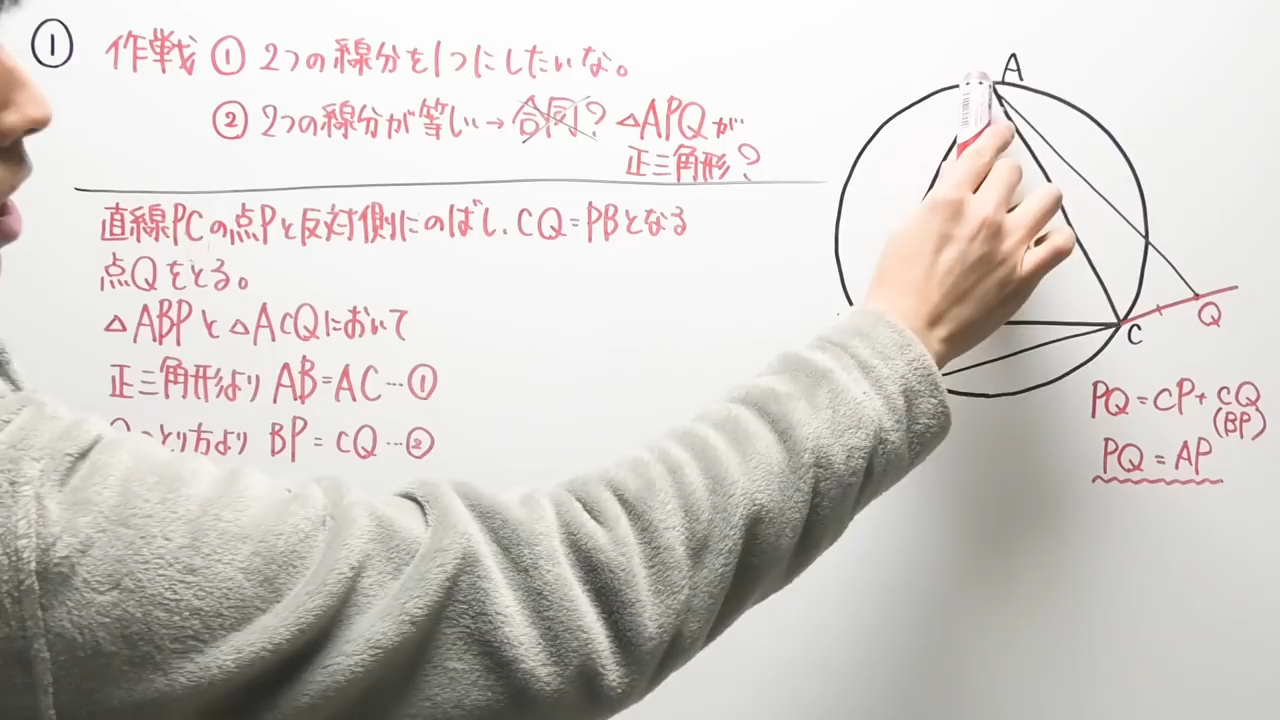 ①
作戦 ① 2つの線分を1つにしたいな。
② 2つの線分が等しい→合同? △APQが
正三角形?
直線PCの点Pと反対側にのばし、CQ=PBとなる
点Qをとる。
△ABPと△ACQにおいて
正三角形より AB=AC…①
とり方より BP=CQ…②
A
Q
C
PQ=CP+CQ
(BP)
PQ=AP